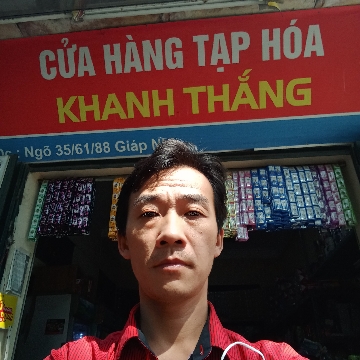 CỬA HÀNG TẠP HÓA
KHANH THẮNG
Ngõ 35/61/88 Giáp